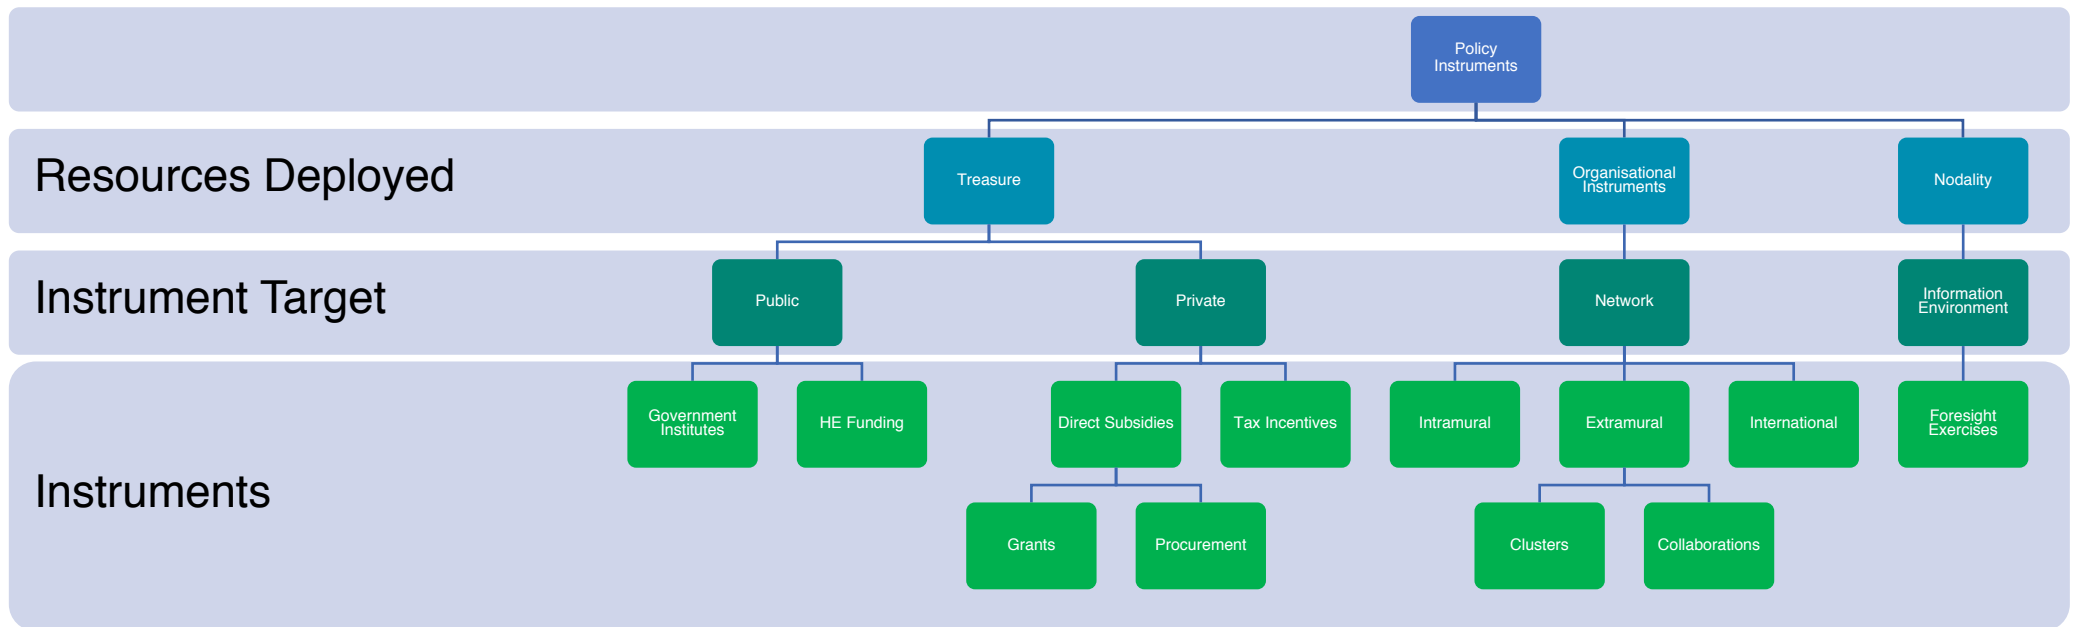 Policy
Instruments
Resources Deployed
Treasure
Organisational
Instruments
Nodality
Instrument Target
Public
Private
Network
Information
Environment
Instruments
Government
Institutes
HE Funding
Direct Subsidies
Tax Incentives
Intramural
Extramural
International
Foresight
Exercises
Grants
Procurement
Clusters
Collaborations